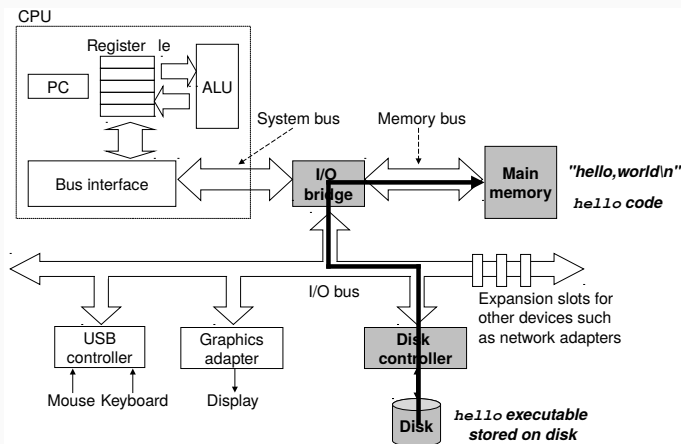 CPU
Register le
PC
ALU
System bus
Memory bus
Bus interface
I/O
bridge
Main
memory
"hello,world\n"
hello code
I/O bus
Expansion slots for
other devices such
as network adapters
USB
controller
Graphics
adapter
Disk
controller
Mouse Keyboard
Display
Disk
hello executable
stored on disk